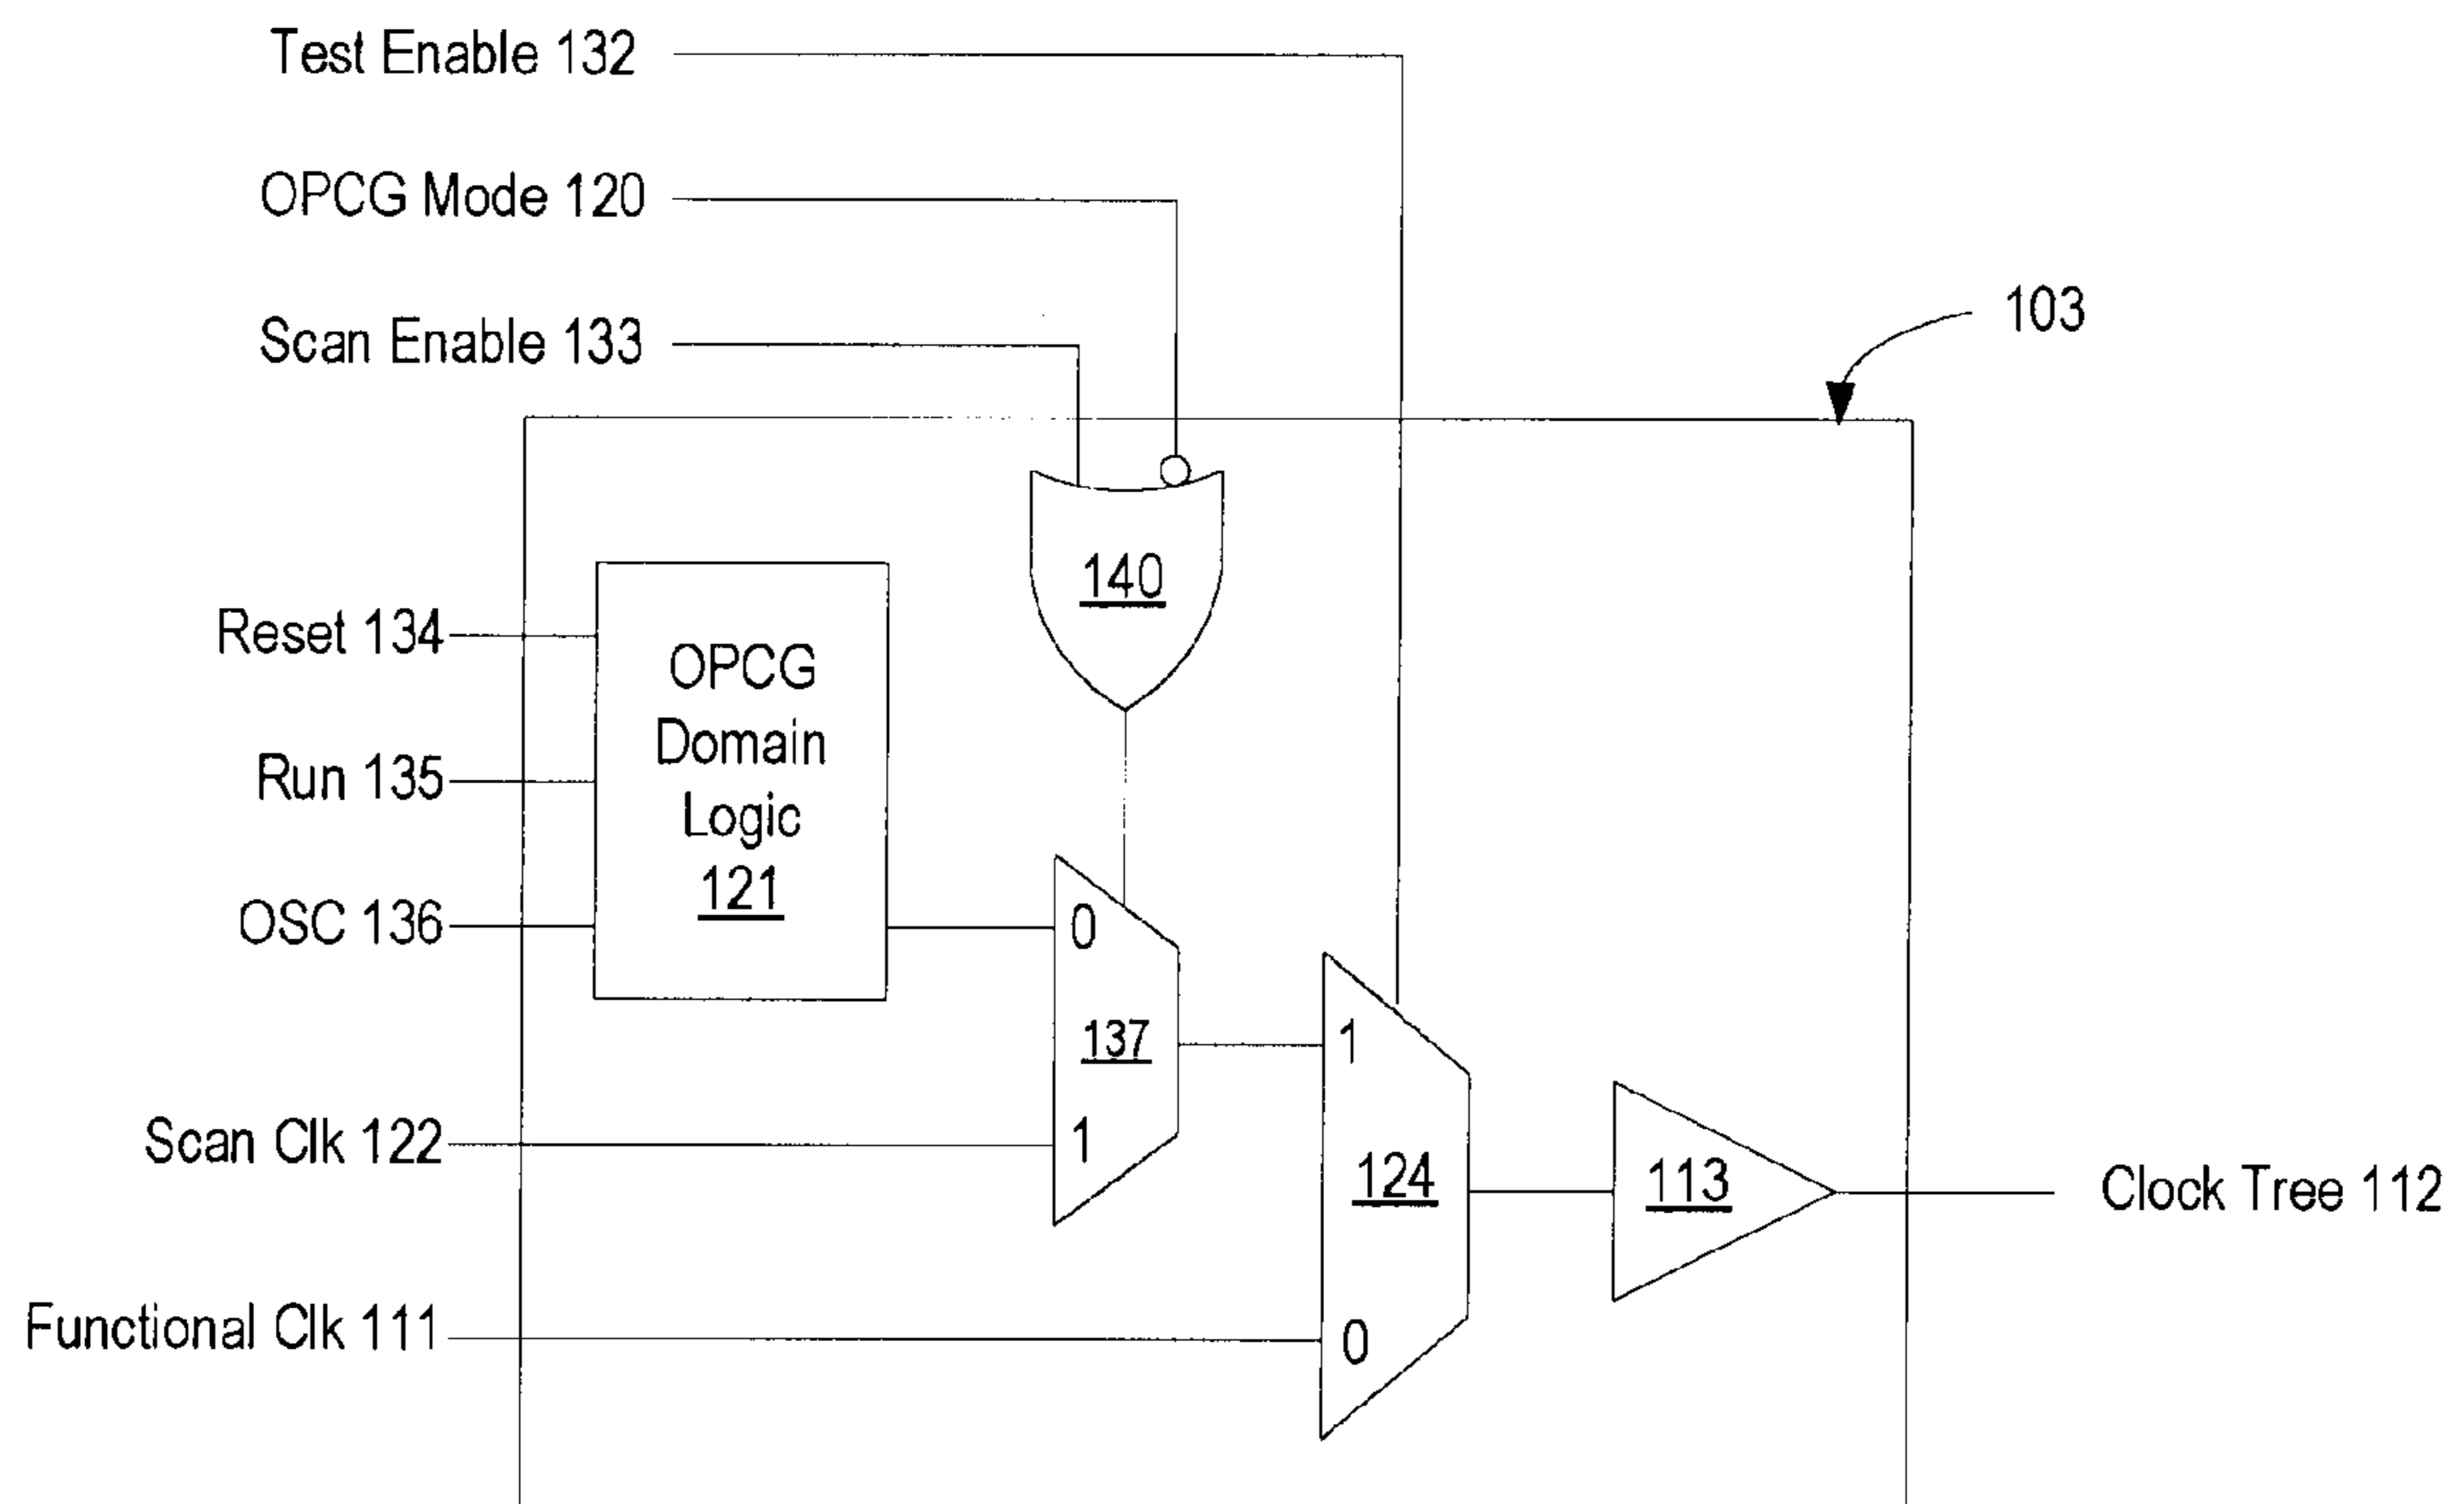 Test Enable 132
OPCG Mode 120
Scan Enable 133
103
140
Reset 134
Run 135
OSC 136
OPCG
Domain
Logic
121
0
137
1
Scan Clk 122
1
124
0
Functional Clk 111
113
Clock Tree 112